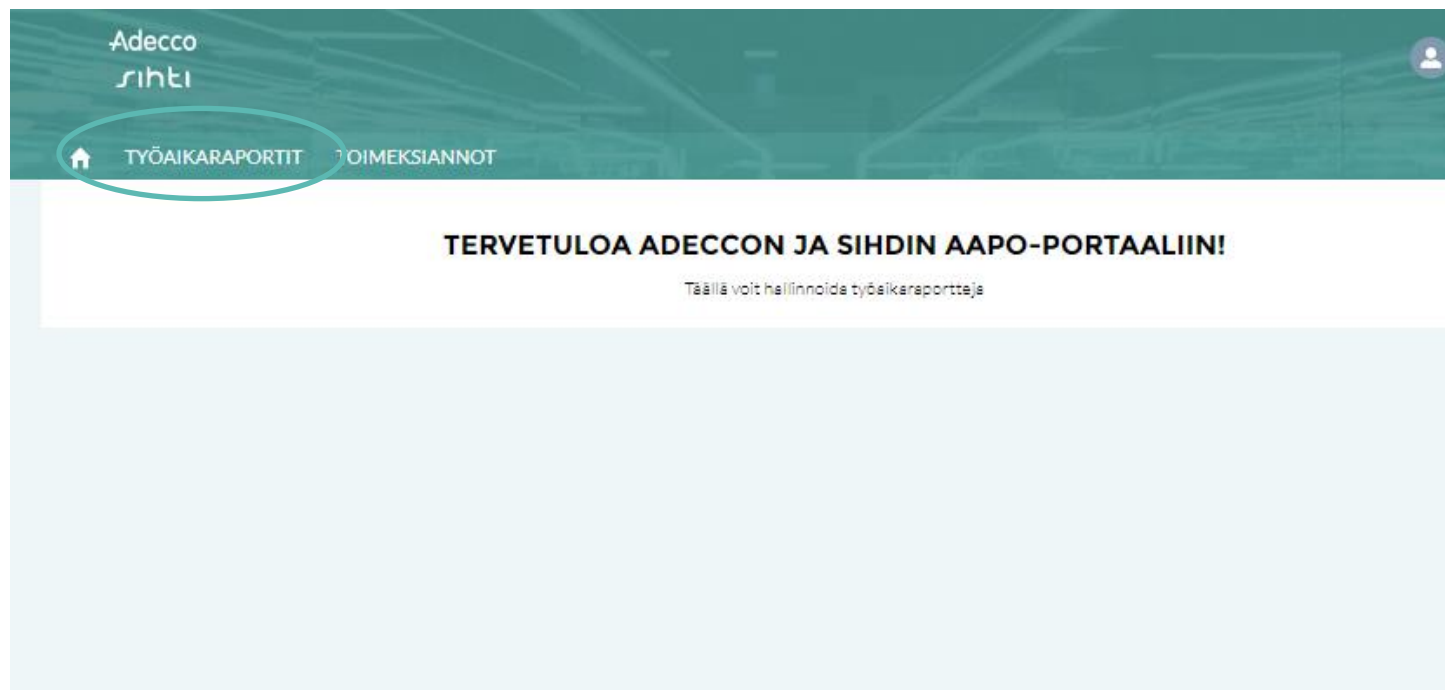 Adecco
sihti
TYÖAIKARAPORTIT TOIMEKSIANNOT
TERVETULOA ADECCON JA SIHDIN AAPO-PORTAALIIN!
Täällä voit hallinnoida työaikaraportteja